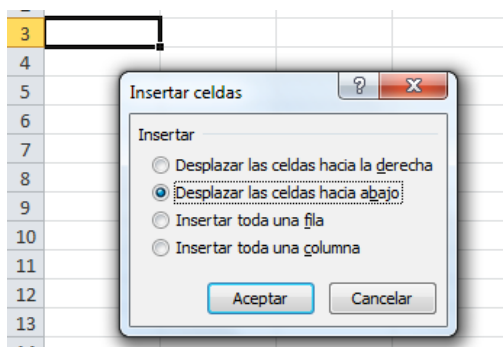 3
4
5
6
7
8
9
10
11
12
13
Insertar celdas
Insertar
Desplazar las celdas hacia la derecha
Desplazar las celdas hacia abajo
Insertar toda una fila
Insertar toda una columna
Aceptar
Cancelar